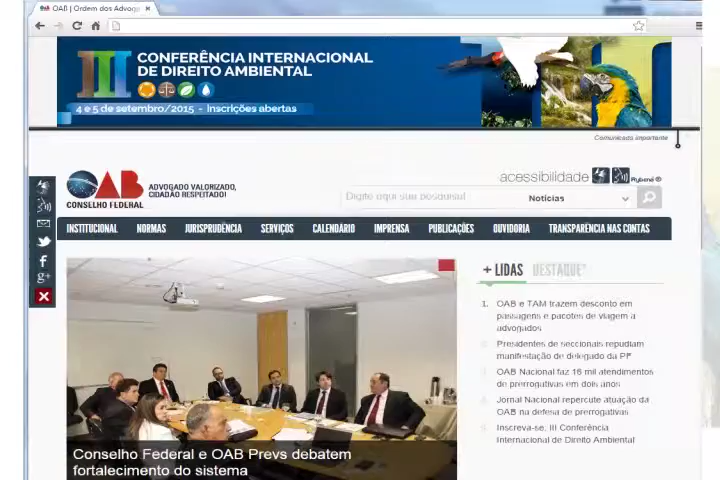 OAB | Ordem dos Advoga
III
CONFERÊNCIA INTERNACIONAL
DE DIREITO AMBIENTAL
4 e 5 de setembro/2015 - Inscrições abertas
Comunicado importante
OAB
CONSELHO FEDERAL
ADVOGADO VALORIZADO,
CIDADÃO RESPEITADO!
acessibilidade
Rybená ®
Digite aqui sua pesquisa!
Notícias
INSTITUCIONAL NORMAS JURISPRUDÊNCIA SERVIÇOS CALENDÁRIO IMPRENSA PUBLICAÇÕES OUVIDORIA TRANSPARÊNCIA NAS CONTAS
f
g+
+ LIDAS DESTAQUE
1. OAB e TAM trazem desconto em
passagens e pacotes de viagem a
advogados
2. Presidentes de seccionais repudiam
manifestação de delegado da PF
3. OAB Nacional faz 16 mil atendimentos
de prerrogativas em dois anos
4. Jornal Nacional repercute atuação da
OAB na defesa de prerrogativas
5. Inscreva-se: III Conferência
Internacional de Direito Ambiental
Conselho Federal e OAB Prevs debatem
fortalecimento do sistema